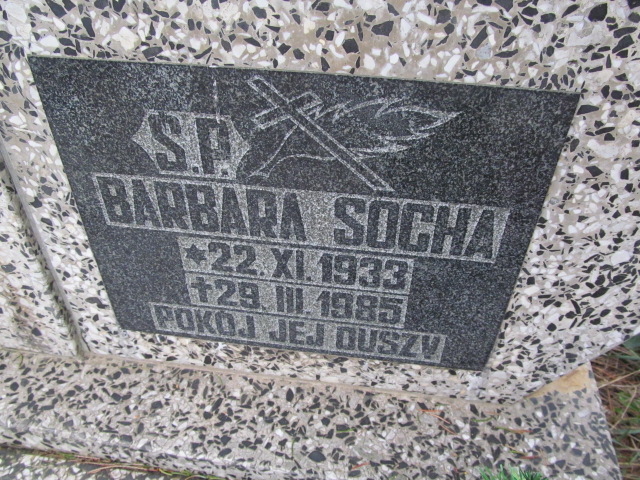 S.P.
BARBARA SOCHA
*22.XI.1933
†29.III 1985
POKÓJ JEJ DUSZY